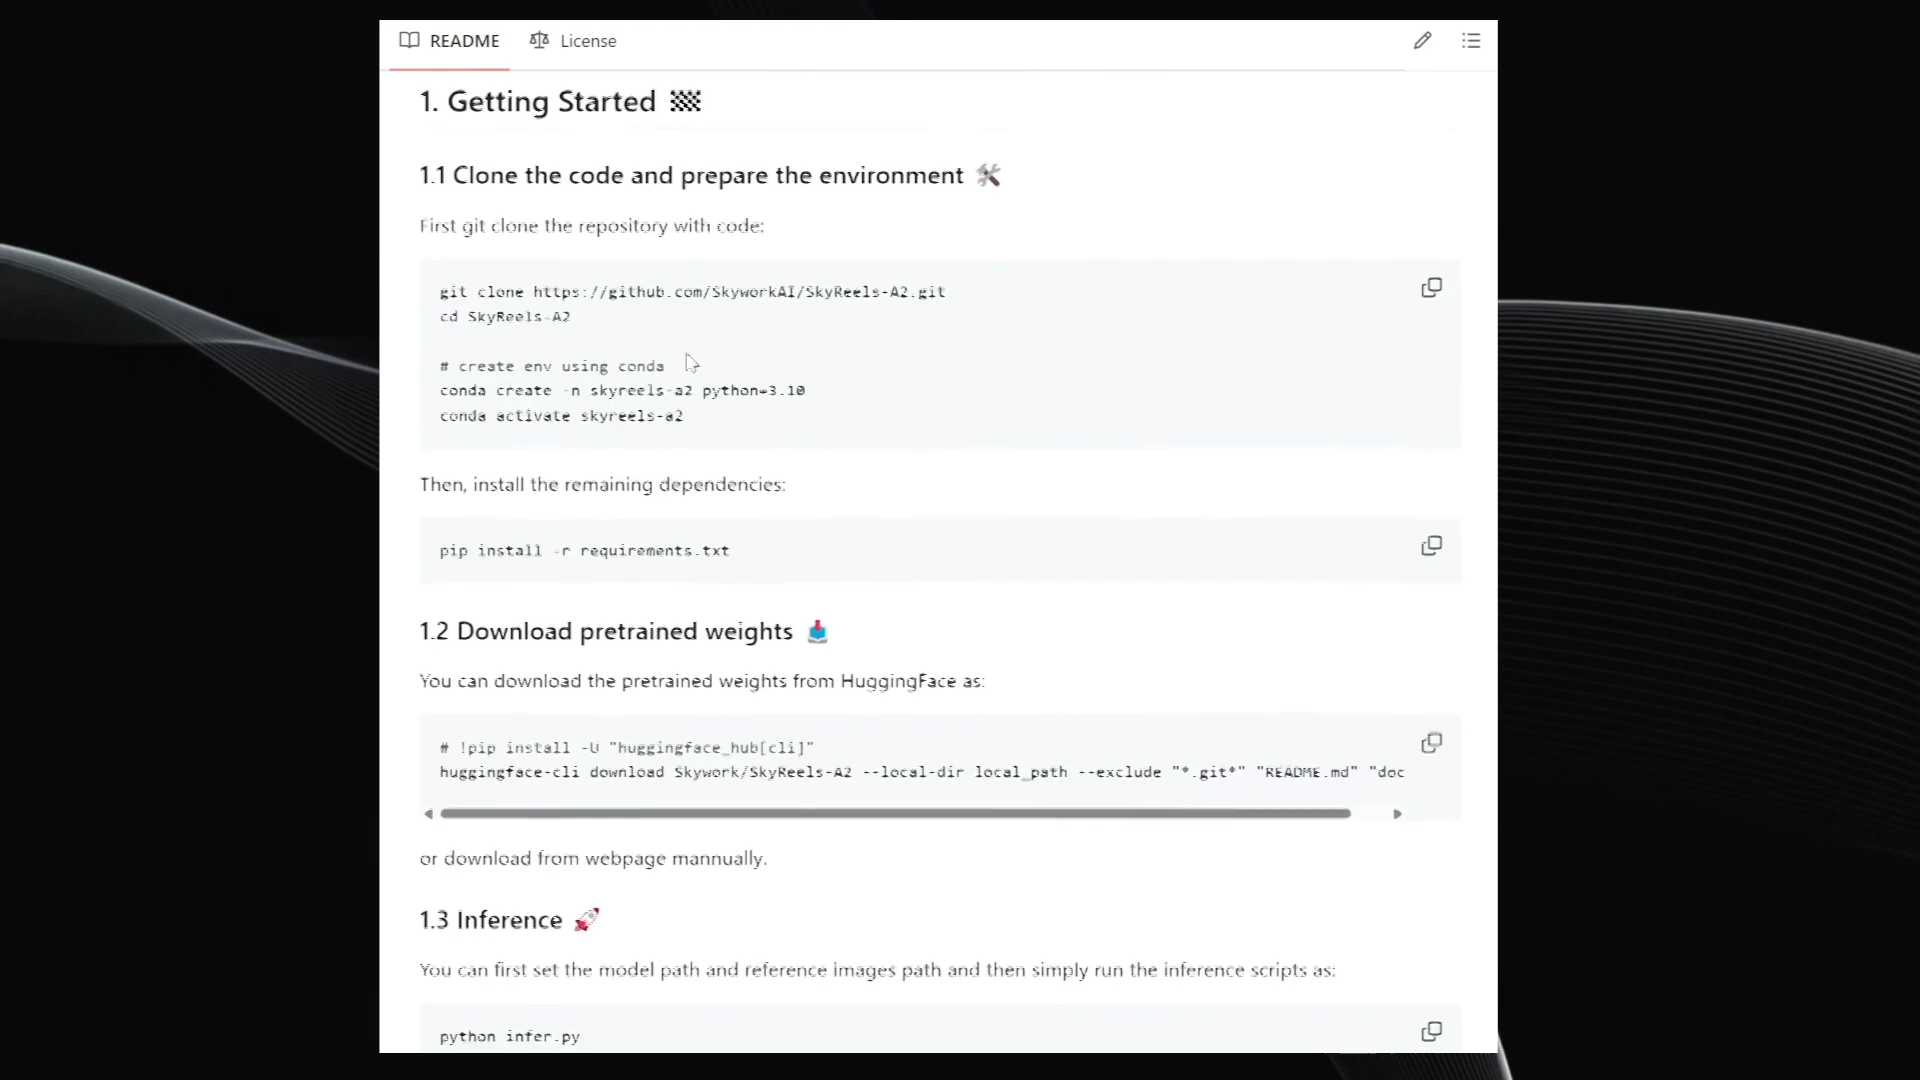 README License
1. Getting Started
1.1 Clone the code and prepare the environment
First git clone the repository with code:
git clone https://github.com/SkyworkAI/SkyReels-A2.git
cd SkyReels-A2
# create env using conda
conda create -n skyreels-a2 python=3.10
conda activate skyreels-a2
Then, install the remaining dependencies:
pip install -r requirements.txt
1.2 Download pretrained weights
You can download the pretrained weights from HuggingFace as:
# !pip install -U "huggingface_hub[cli]"
huggingface-cli download Skywork/SkyReels-A2 --local-dir local_path --exclude "*.git*" "README.md" "doc
or download from webpage mannually.
1.3 Inference
You can first set the model path and reference images path and then simply run the inference scripts as:
python infer.py